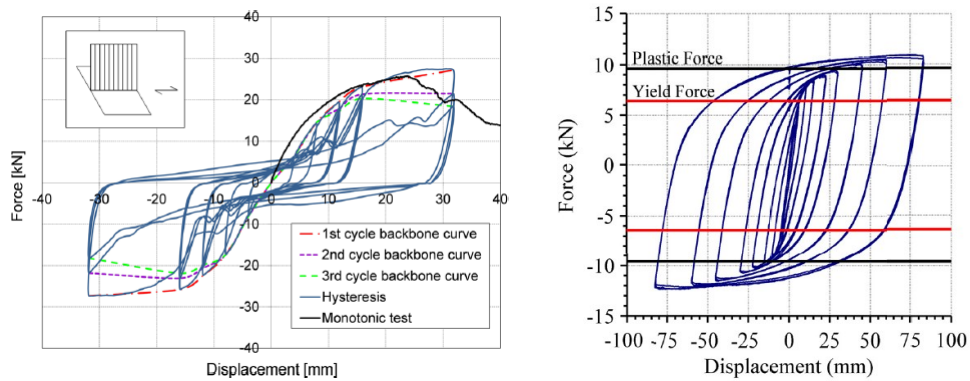 40
30
20
10
0
-10
-20
-30
-40
Force [kN]
-40 -30 -20 -10 0 10 20 30 40
Displacement [mm]
1st cycle backbone curve
2nd cycle backbone curve
3rd cycle backbone curve
Hysteresis
Monotonic test
15
10
5
0
-5
-10
-15
Force (kN)
Plastic Force
Yield Force
-100 -75 -50 -25 0 25 50 75 100
Displacement (mm)